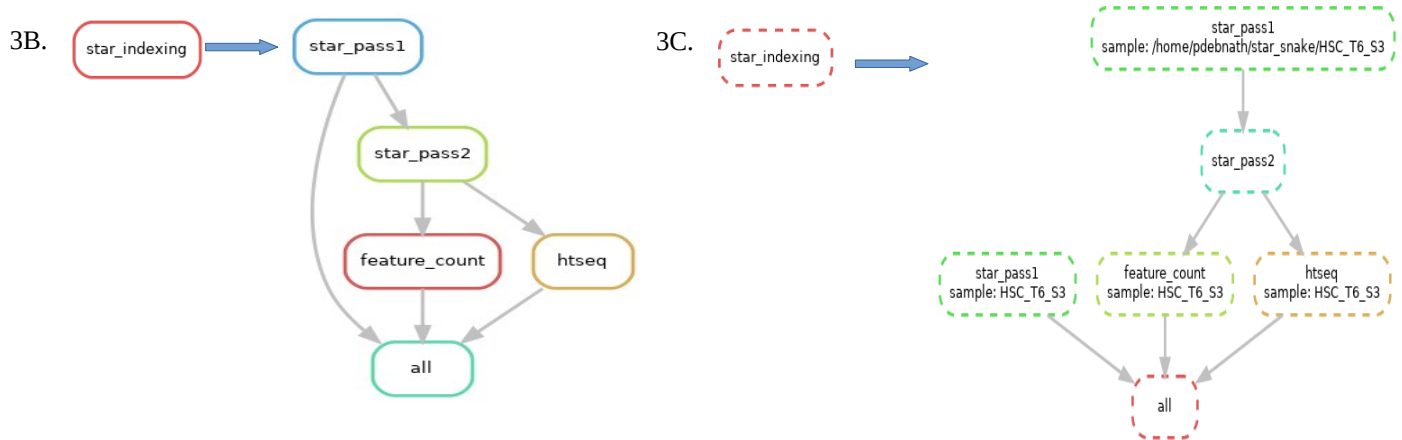 3B.
star_indexing
star_pass1
star_pass2
feature_count
htseq
all
3C.
star_indexing
star_pass1
sample: /home/pdebnath/star_snake/HSC_T6_S3
star_pass2
star_pass1
sample: HSC_T6_S3
feature_count
sample: HSC_T6_S3
htseq
sample: HSC_T6_S3
all